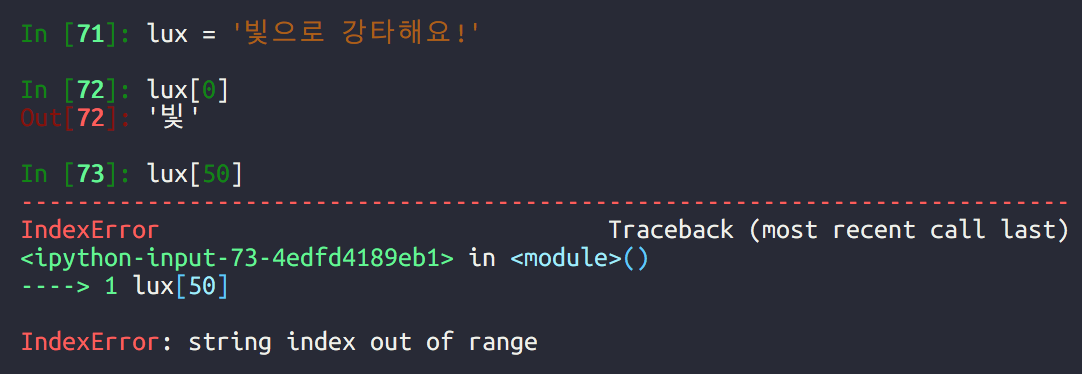 In [71]: lux = '빛으로 강타해요!'
In [72]: lux[0]
Out[72]: '빛'
In [73]: lux[50]
---------------------------------------------------------------------------
IndexError                                Traceback (most recent call last)
<ipython-input-73-4edfd4189eb1> in <module>()
----> 1 lux[50]
IndexError: string index out of range